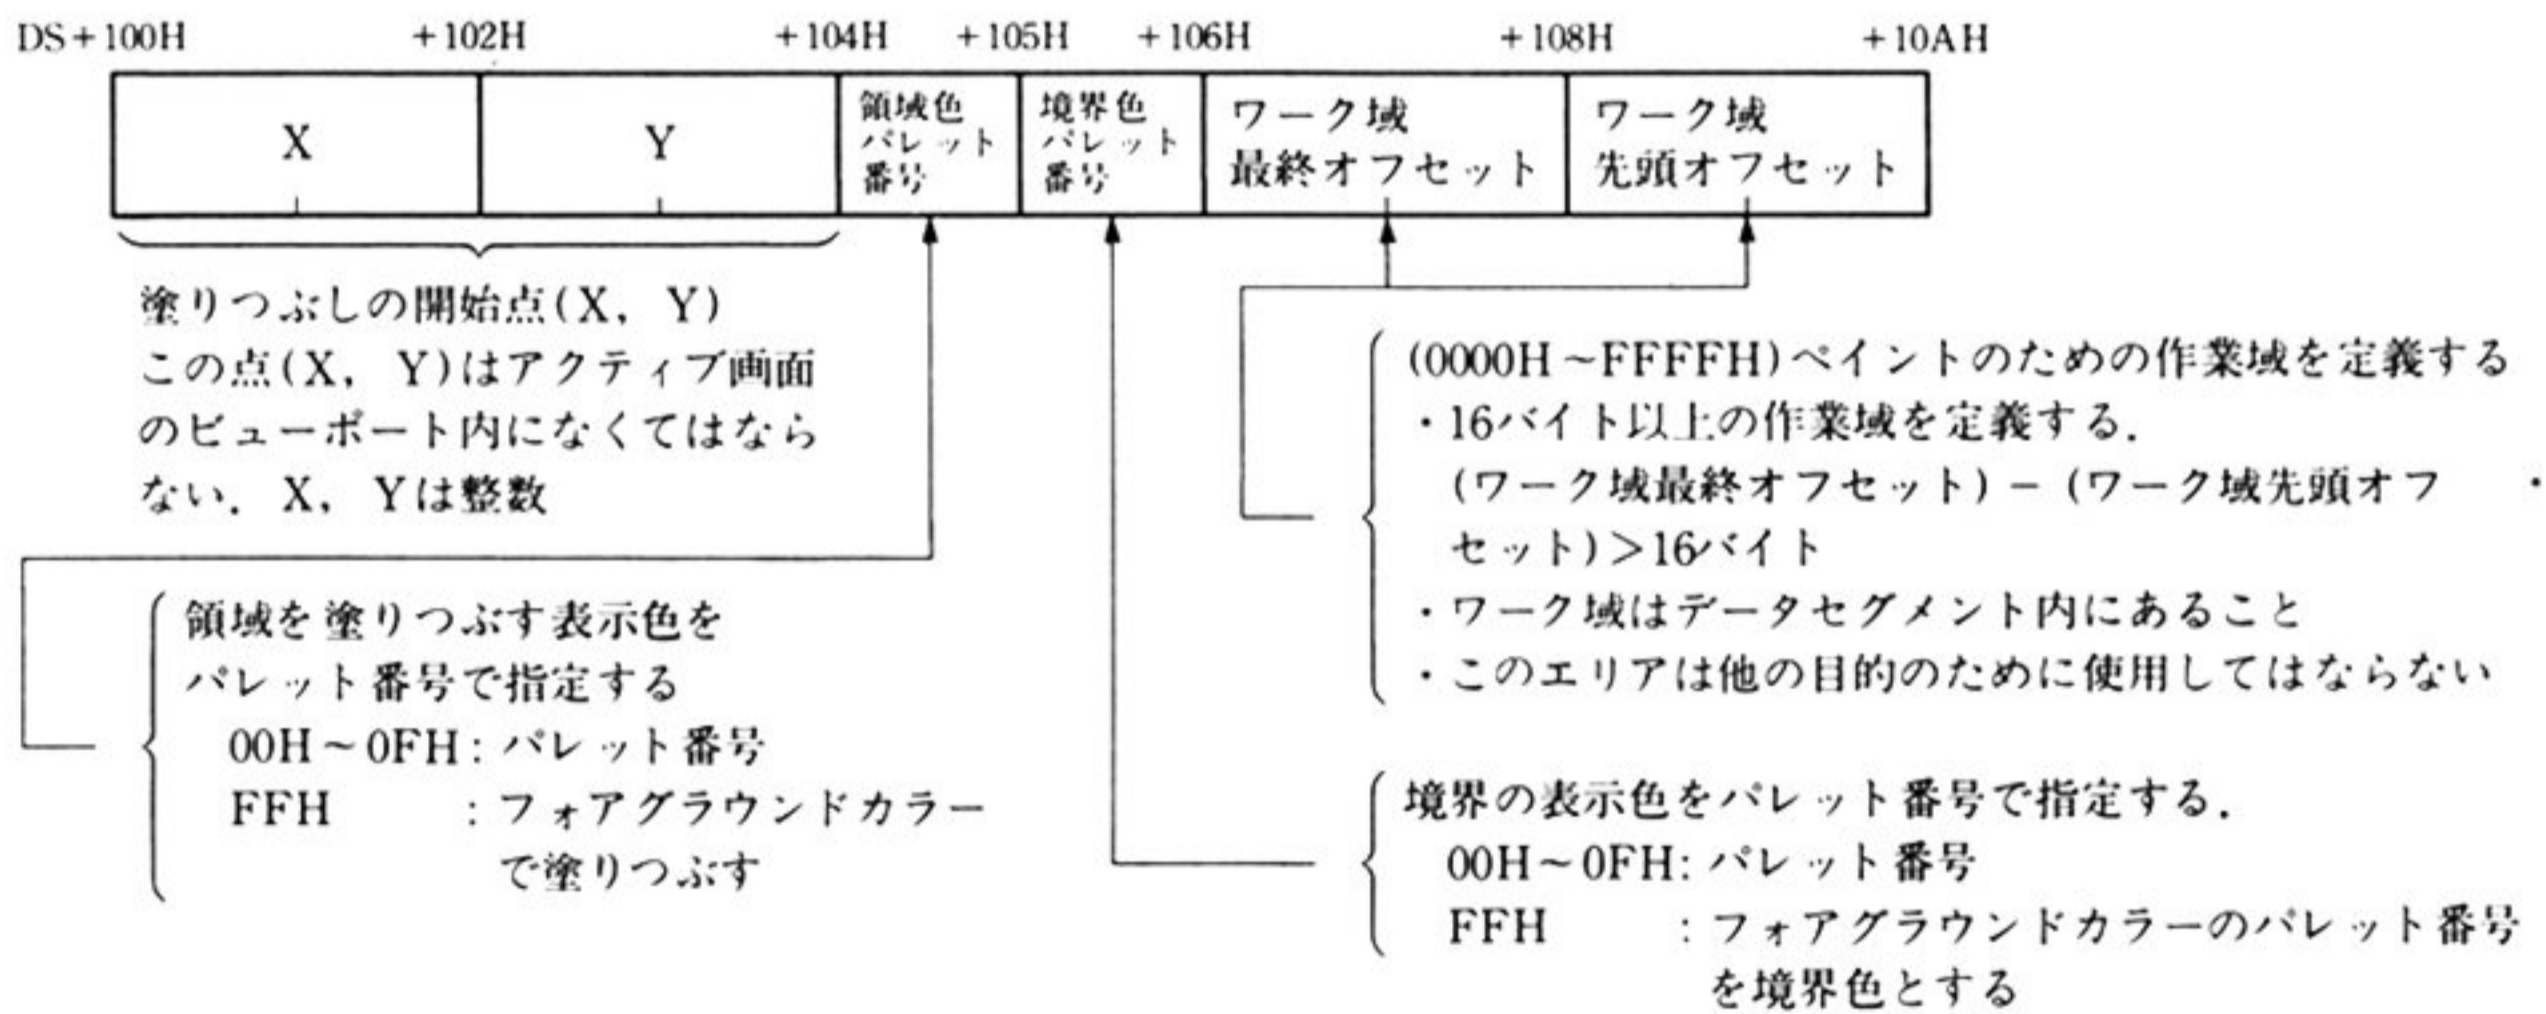 DS+100H +102H +104H +105H +106H +108H +10AH
X
Y
領域色
パレット
番号
境界色
パレット
番号
ワーク域
最終オフセット
ワーク域
先頭オフセット
塗りつぶしの開始点(X, Y)
この点(X, Y)はアクティブ画面
のビューポート内になくてはなら
ない. X, Yは整数
領域を塗りつぶす表示色を
パレット番号で指定する
00H～0FH: パレット番号
FFH : フォアグラウンドカラー
で塗りつぶす
(0000H～FFFFH)ペイントのための作業域を定義する
・16バイト以上の作業域を定義する.
(ワーク域最終オフセット)－(ワーク域先頭オフ
セット)＞16バイト
・ワーク域はデータセグメント内にあること
・このエリアは他の目的のために使用してはならない
境界の表示色をパレット番号で指定する.
00H～0FH: パレット番号
FFH : フォアグラウンドカラーのパレット番号
を境界色とする